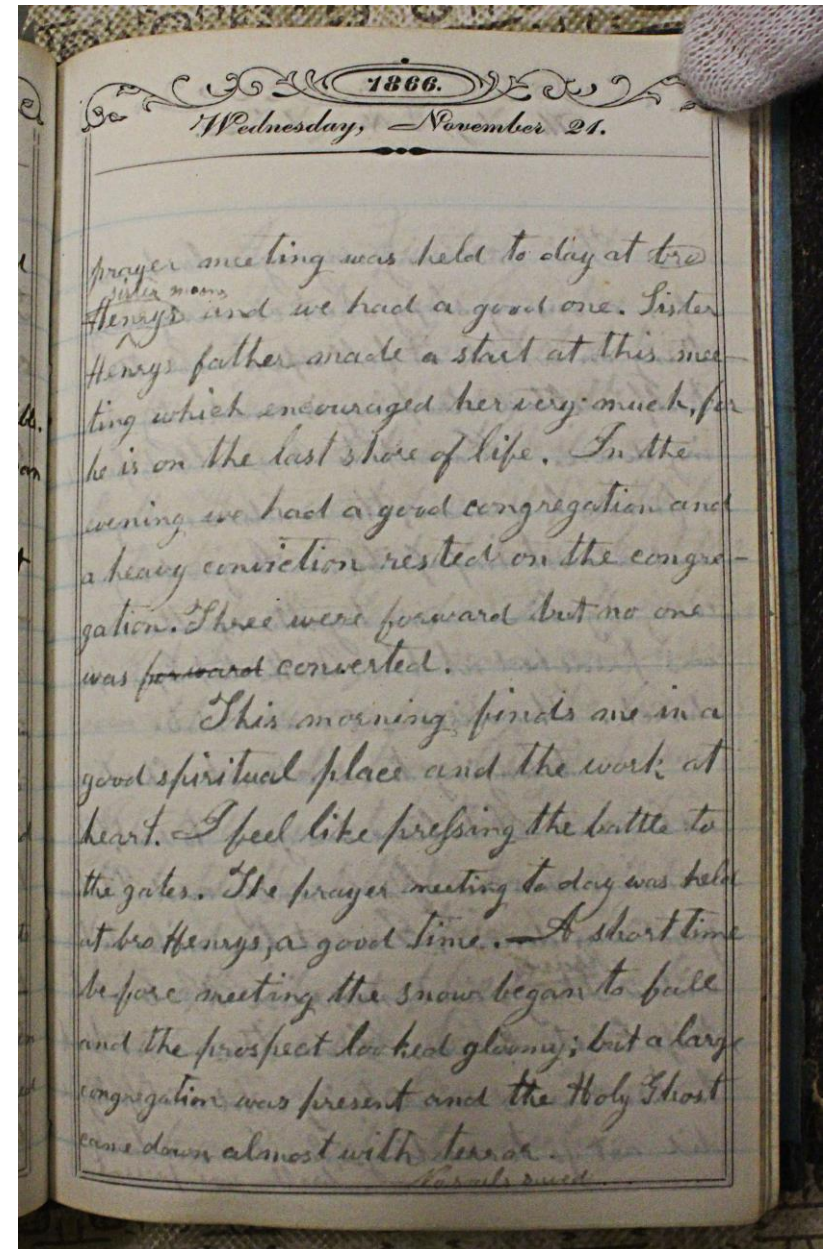 1866.
Wednesday, November 21.
prayer meeting was held to day at bro
sister moms
Henrys and we had a good one. Sister
Henrys father made a start at this mee-
ting which encouraged her very much, for
he is on the last shore of life. In the
evening we had a good congregation and
a heavy conviction rested on the congre-
gation. Three were forward but no one
was forward converted.
This morning finds me in a
good spiritual place and the work at
heart. I feel like pressing the battle to
the gates. The prayer meeting to day was held
at bro Henrys, a good time. — A short time
before meeting the snow began to fall
and the prospect looked gloomy; but a large
congregation was present and the Holy Ghost
came down almost with terror.
No souls saved.